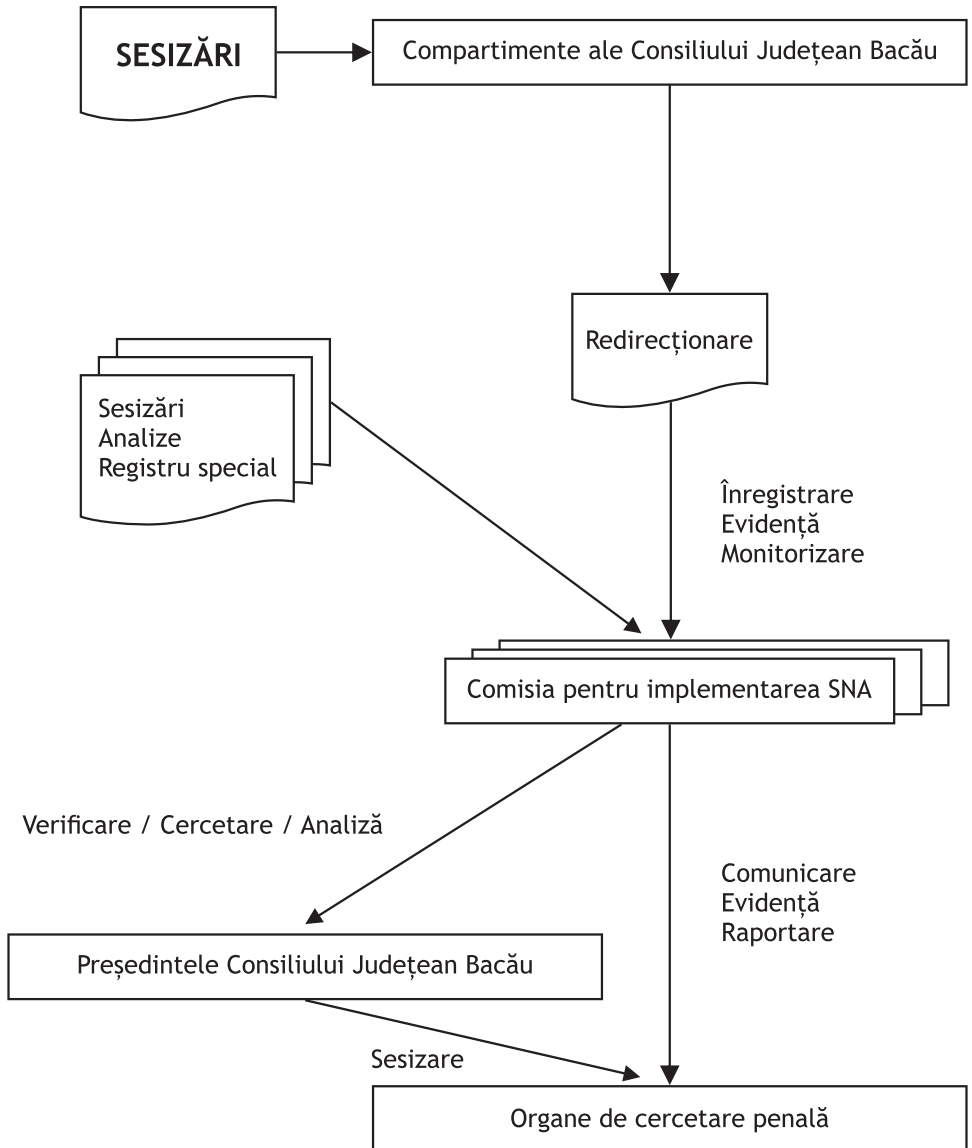 SESIZĂRI
Compartimente ale Consiliului Județean Bacău
Redirecționare
Sesizări
Analize
Registru special
Înregistrare
Evidență
Monitorizare
Comisia pentru implementarea SNA
Verificare / Cercetare / Analiză
Comunicare
Evidență
Raportare
Președintele Consiliului Județean Bacău
Sesizare
Organe de cercetare penală